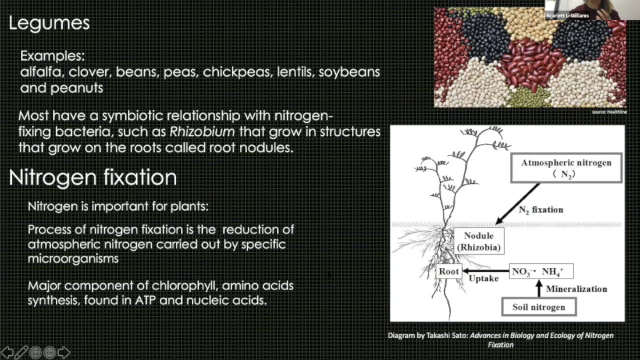 Legumes
Examples:
alfalfa, clover, beans, peas, chickpeas, lentils, soybeans
and peanuts
Most have a symbiotic relationship with nitrogen-
fixing bacteria, such as Rhizobium that grow in structures
that grow on the roots called root nodules.
Nitrogen fixation
Nitrogen is important for plants:
Process of nitrogen fixation is the reduction of
atmospheric nitrogen carried out by specific
microorganisms
Major component of chlorophyll, amino acids
synthesis, found in ATP and nucleic acids.
source: Healthline
Atmospheric nitrogen
( N₂ )
N₂ fixation
Nodule
(Rhizobia)
Root
Uptake
NO₃⁻ NH₄⁺
Mineralization
Soil nitrogen
Diagram by Takashi Sato: Advances in Biology and Ecology of Nitrogen
Fixation